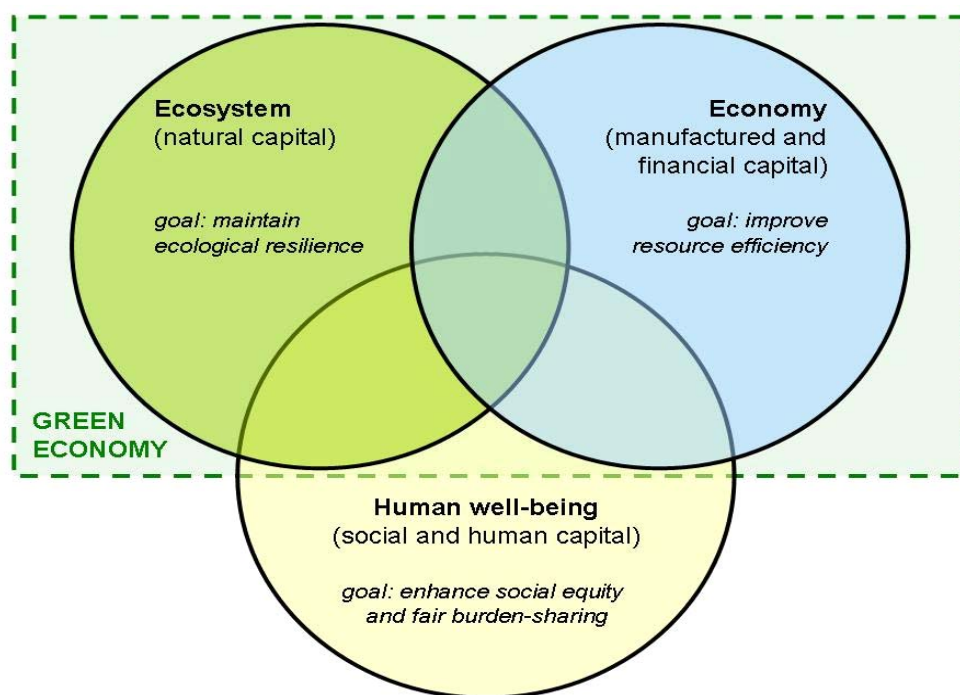 Ecosystem
(natural capital)
goal: maintain
ecological resilience
Economy
(manufactured and
financial capital)
goal: improve
resource efficiency
GREEN
ECONOMY
Human well-being
(social and human capital)
goal: enhance social equity
and fair burden-sharing